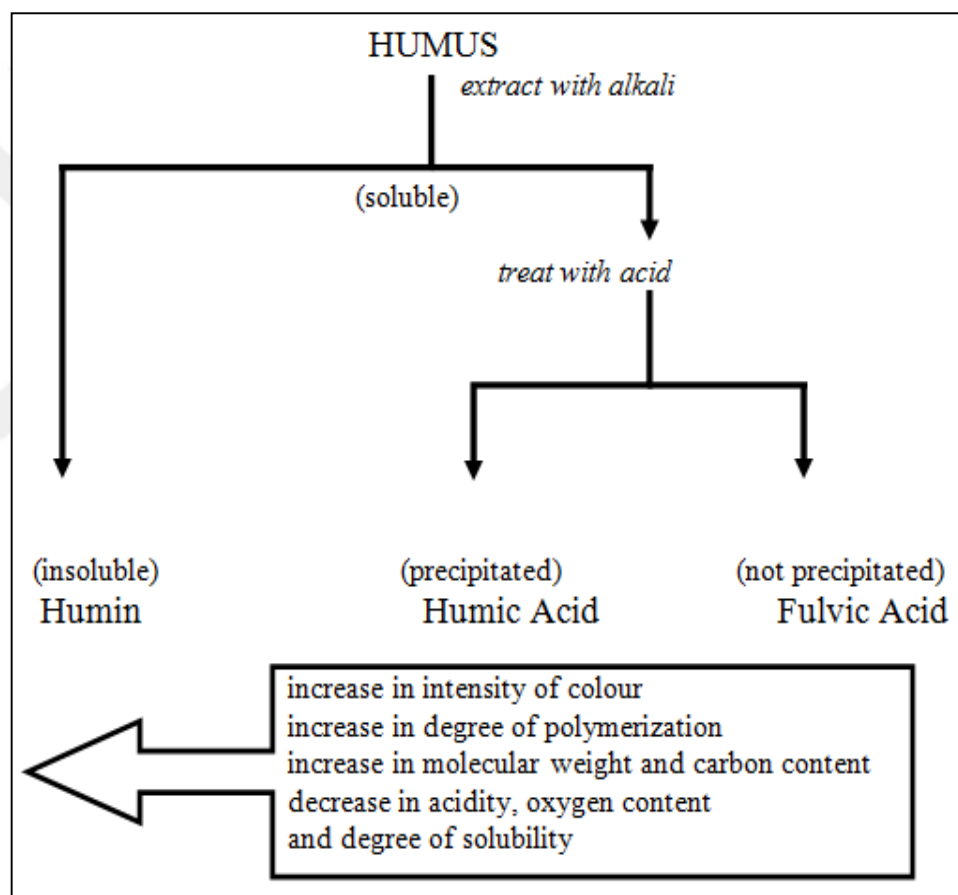 HUMUS
extract with alkali
(soluble)
treat with acid
(insoluble) (precipitated) (not precipitated)
Humin Humic Acid Fulvic Acid
increase in intensity of colour
increase in degree of polymerization
increase in molecular weight and carbon content
decrease in acidity, oxygen content
and degree of solubility